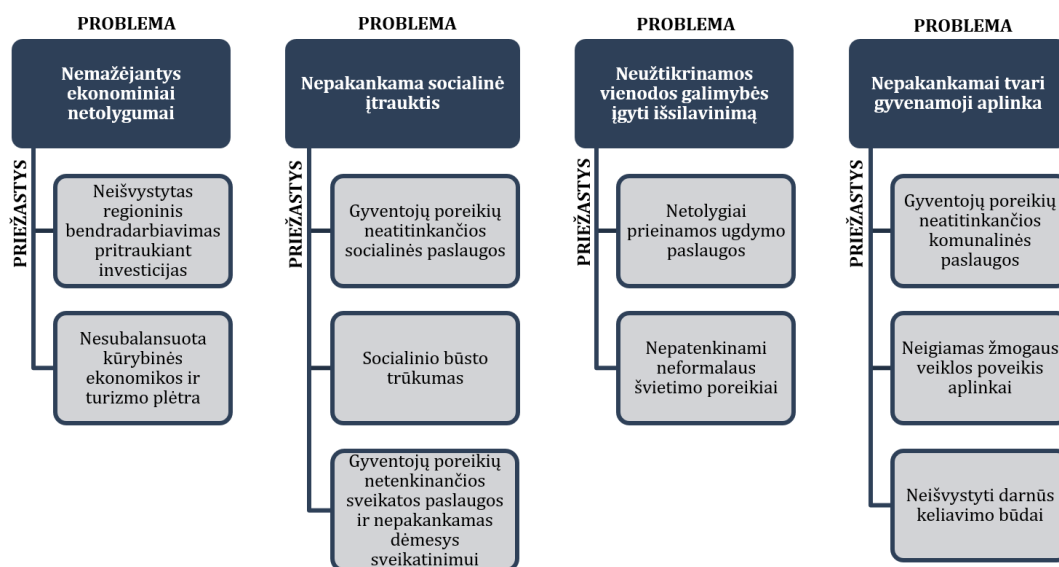 PROBLEMA
Nemažėjantys
ekonominiai
netolygumai
PRIEŽASTYS
Neišvystytas
regioninis
bendradarbiavimas
pritraukiant
investicijas
Nesubalansuota
kūrybinės
ekonomikos ir
turizmo plėtra
PROBLEMA
Nepakankama socialinė
įtrauktis
PRIEŽASTYS
Gyventojų poreikių
neatitinkančios
socialinės paslaugos
Socialinio būsto
trūkumas
Gyventojų poreikių
netenkinančios
sveikatos paslaugos
ir nepakankamas
dėmesys
sveikatinimui
PROBLEMA
Neužtikrinamos
vienodos galimybės
įgyti išsilavinimą
PRIEŽASTYS
Netolygiai
prieinamos ugdymo
paslaugos
Nepatenkinami
neformalaus
švietimo poreikiai
PROBLEMA
Nepakankamai tvari
gyvenamoji aplinka
PRIEŽASTYS
Gyventojų poreikių
neatitinkančios
komunalinės
paslaugos
Neigiamas žmogaus
veiklos poveikis
aplinkai
Neišvystyti darnūs
keliavimo būdai